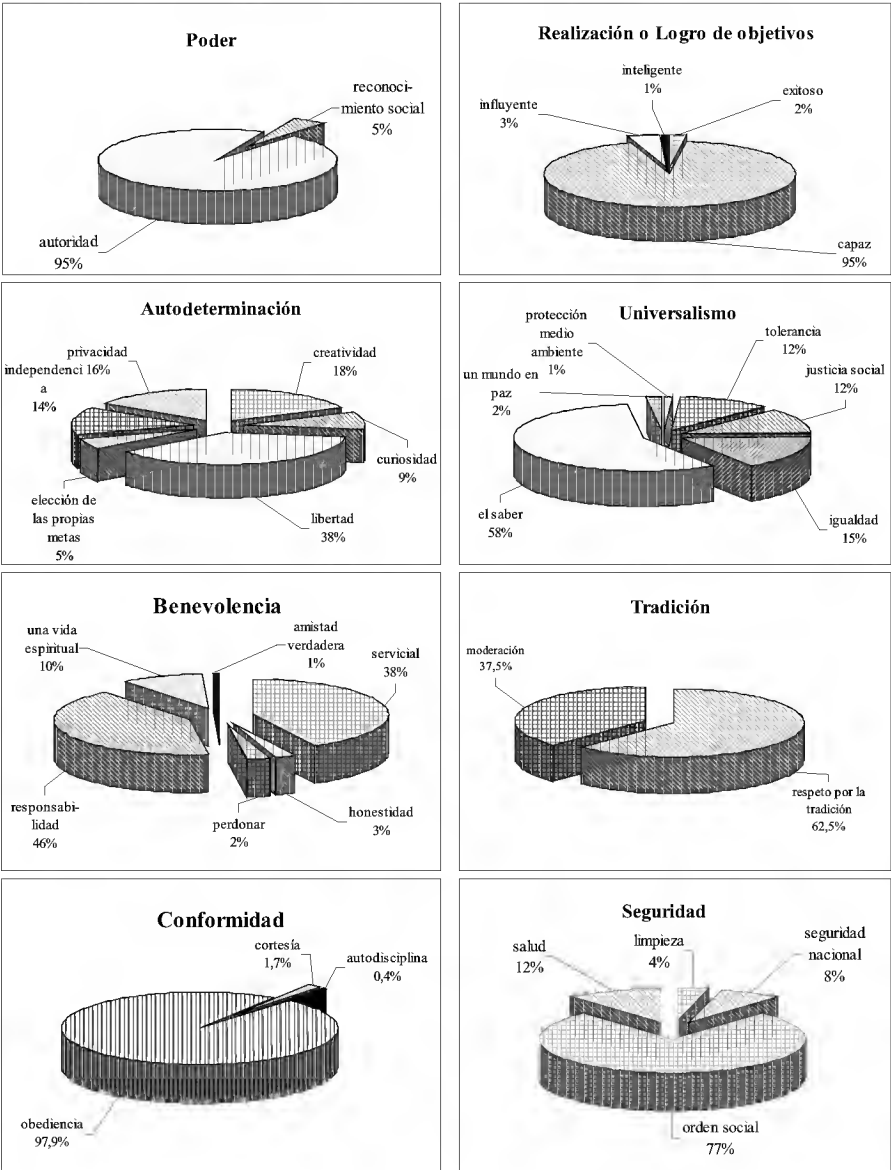 Poder
reconoci-
miento social
5%
autoridad
95%
Realización o Logro de objetivos
inteligente
1%
exitoso
2%
influyente
3%
capaz
95%
Autodeterminación
privacidad
16%
independenci
a
14%
creatividad
18%
curiosidad
9%
elección de
las propias
metas
5%
libertad
38%
Universalismo
protección
medio
ambiente
1%
tolerancia
12%
un mundo en
paz
2%
justicia social
12%
el saber
58%
igualdad
15%
Benevolencia
una vida
espiritual
10%
amistad
verdadera
1%
servicial
38%
responsabi-
lidad
46%
perdonar
2%
honestidad
3%
Tradición
moderación
37,5%
respeto por la
tradición
62,5%
Conformidad
cortesía
1,7%
autodisciplina
0,4%
obediencia
97,9%
Seguridad
salud
12%
limpieza
4%
seguridad
nacional
8%
orden social
77%